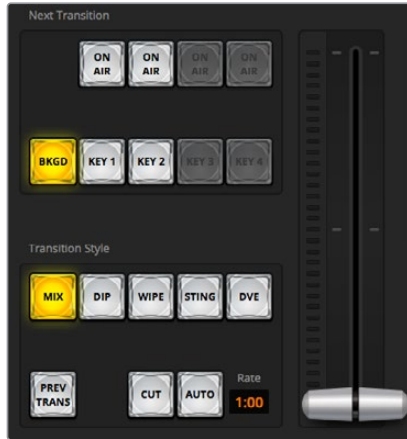 Next Transition
ON AIR ON AIR ON AIR ON AIR
BKGD KEY 1 KEY 2 KEY 3 KEY 4
Transition Style
MIX DIP WIPE STING DVE
PREV TRANS CUT AUTO Rate 1:00